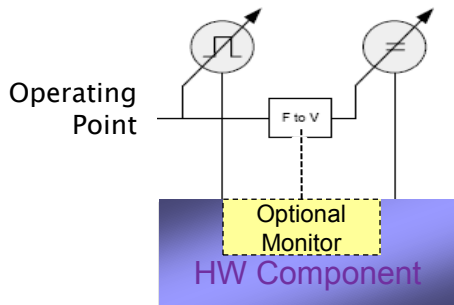 Operating
Point
F to V
Optional
Monitor
HW Component